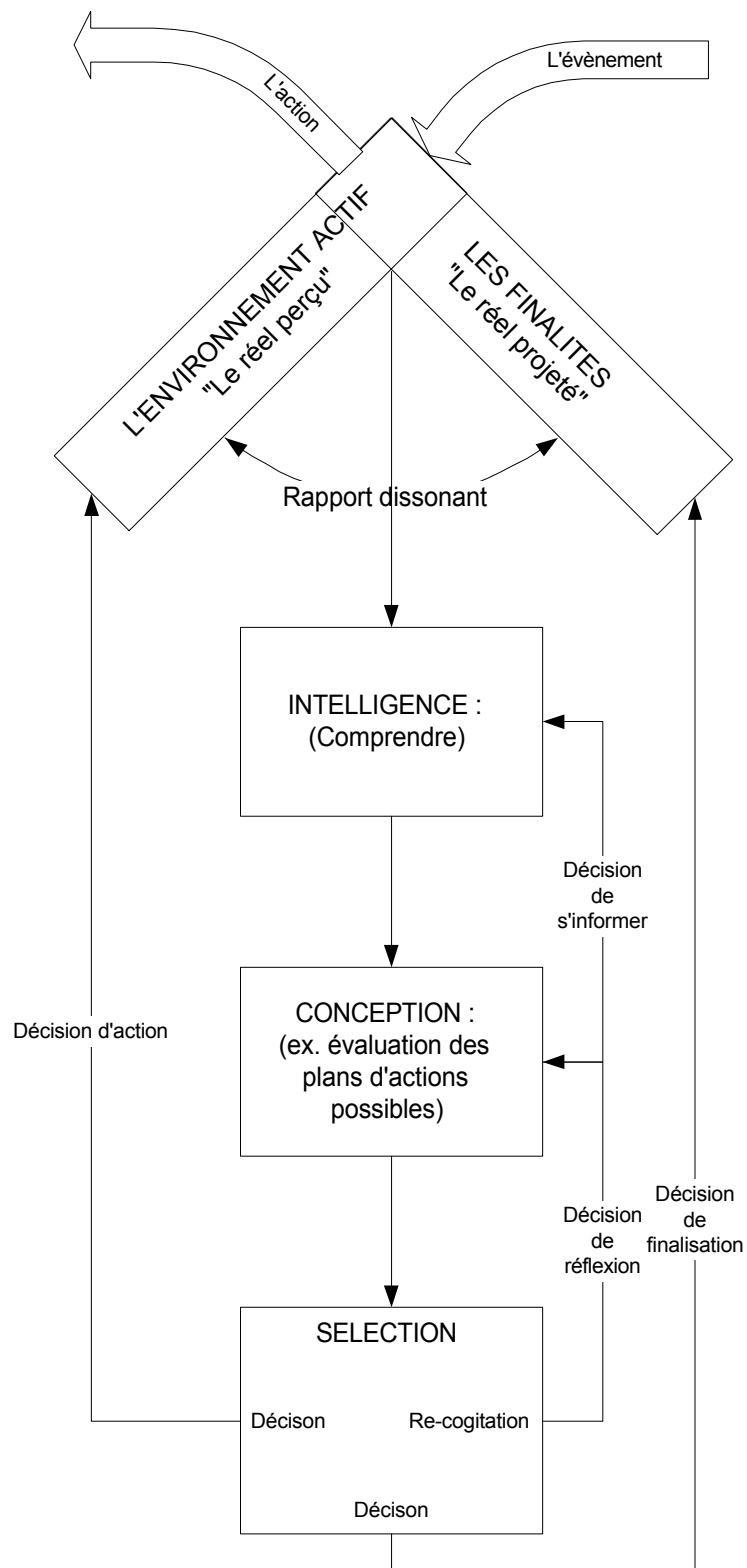 L'évènement
L'action
L'ENVIRONNEMENT ACTIF
"Le réel perçu"
LES FINALITES
"Le réel projeté"
Rapport dissonant
INTELLIGENCE :
(Comprendre)
Décision
de
s'informer
CONCEPTION :
(ex. évaluation des
plans d'actions
possibles)
Décision d'action
Décision
de
réflexion
Décision
de
finalisation
SELECTION
Décison
Re-cogitation
Décison